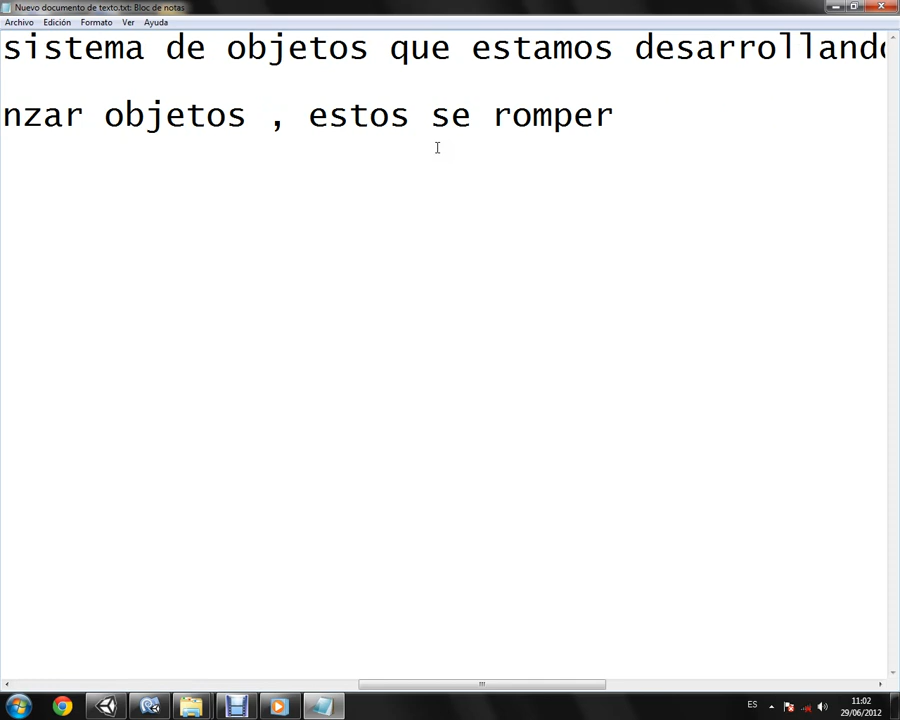 Nuevo documento de texto.txt: Bloc de notas
Archivo Edición Formato Ver Ayuda
sistema de objetos que estamos desarrollando
nzar objetos , estos se romper
ES 11:02
29/06/2012